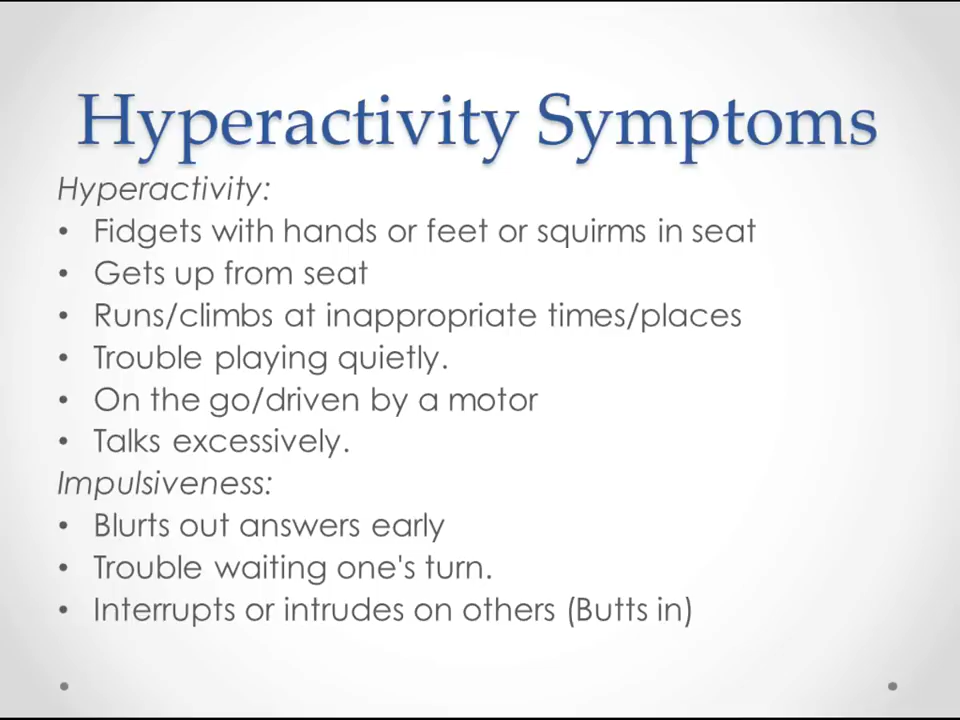 Hyperactivity Symptoms
Hyperactivity:
• Fidgets with hands or feet or squirms in seat
• Gets up from seat
• Runs/climbs at inappropriate times/places
• Trouble playing quietly.
• On the go/driven by a motor
• Talks excessively.
Impulsiveness:
• Blurts out answers early
• Trouble waiting one's turn.
• Interrupts or intrudes on others (Butts in)